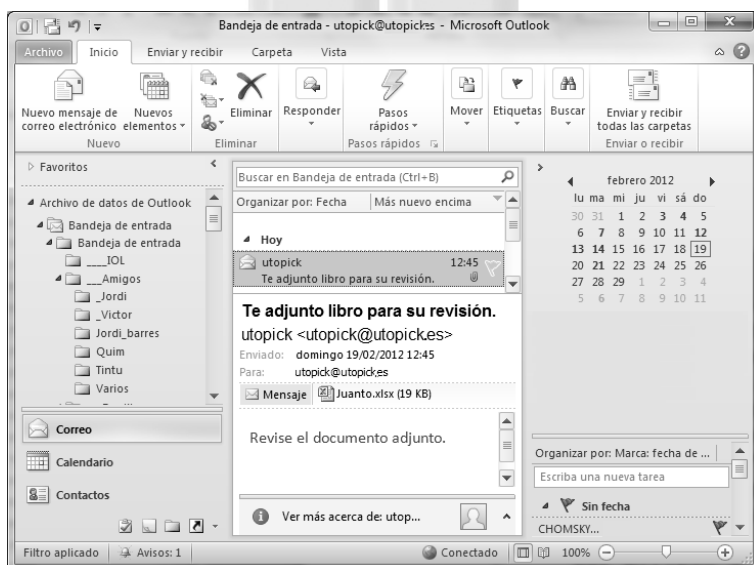 Bandeja de entrada - utopick@utopick.es - Microsoft Outlook
Archivo Inicio Enviar y recibir Carpeta Vista
Nuevo mensaje de correo electrónico
Nuevos elementos
Nuevo
Eliminar
Eliminar
Responder
Pasos rápidos
Pasos rápidos
Mover
Etiquetas
Buscar
Enviar y recibir todas las carpetas
Enviar o recibir
Favoritos
Archivo de datos de Outlook
Bandeja de entrada
Bandeja de entrada
____IOL
___Amigos
_Jordi
_Victor
Jordi_barres
Quim
Tintu
Varios
Correo
Calendario
Contactos
Buscar en Bandeja de entrada (Ctrl+B)
Organizar por: Fecha Más nuevo encima
Hoy
utopick 12:45
Te adjunto libro para su revisión.
Te adjunto libro para su revisión.
utopick <utopick@utopick.es>
Enviado: domingo 19/02/2012 12:45
Para: utopick@utopick.es
Mensaje Juanto.xlsx (19 KB)
Revise el documento adjunto.
Ver más acerca de: utop...
febrero 2012
lu ma mi ju vi sá do
30 31 1 2 3 4 5
6 7 8 9 10 11 12
13 14 15 16 17 18 19
20 21 22 23 24 25 26
27 28 29 1 2 3 4
5 6 7 8 9 10 11
Organizar por: Marca: fecha de ...
Escriba una nueva tarea
Sin fecha
CHOMSKY...
Filtro aplicado Avisos: 1 Conectado 100%